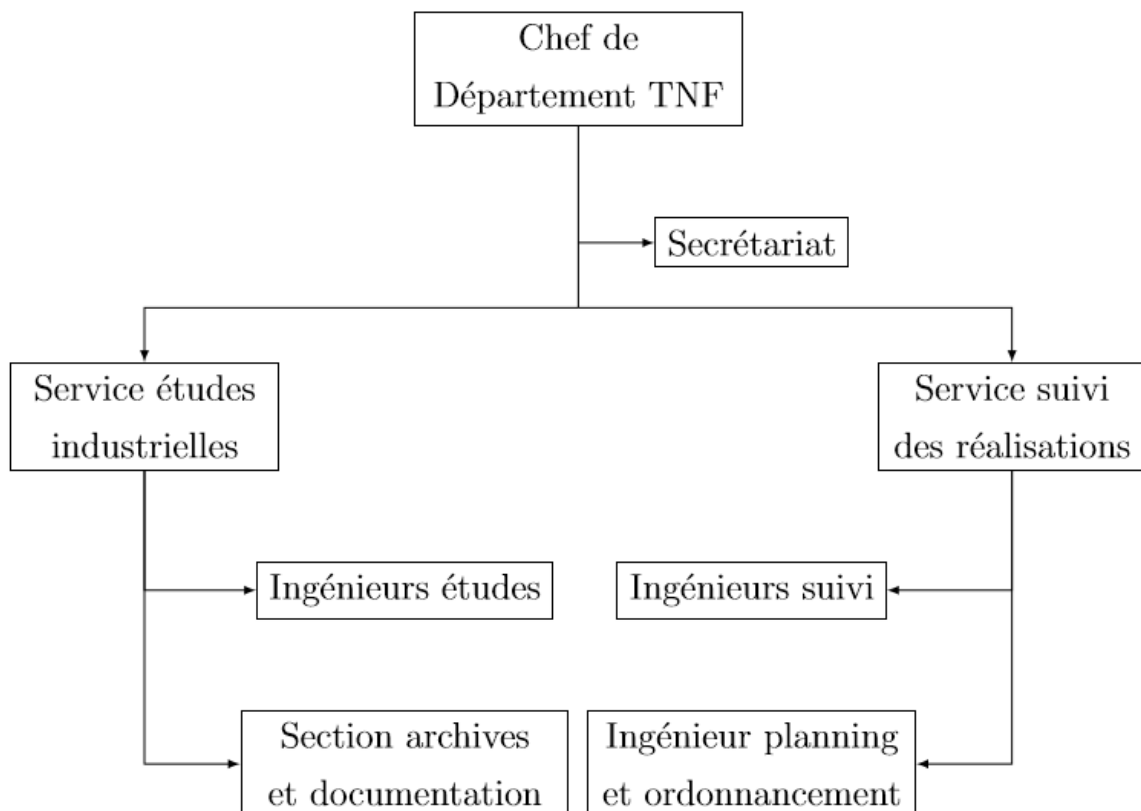 Chef de
Département TNF
Secrétariat
Service études
industrielles
Service suivi
des réalisations
Ingénieurs études
Ingénieurs suivi
Section archives
et documentation
Ingénieur planning
et ordonnancement